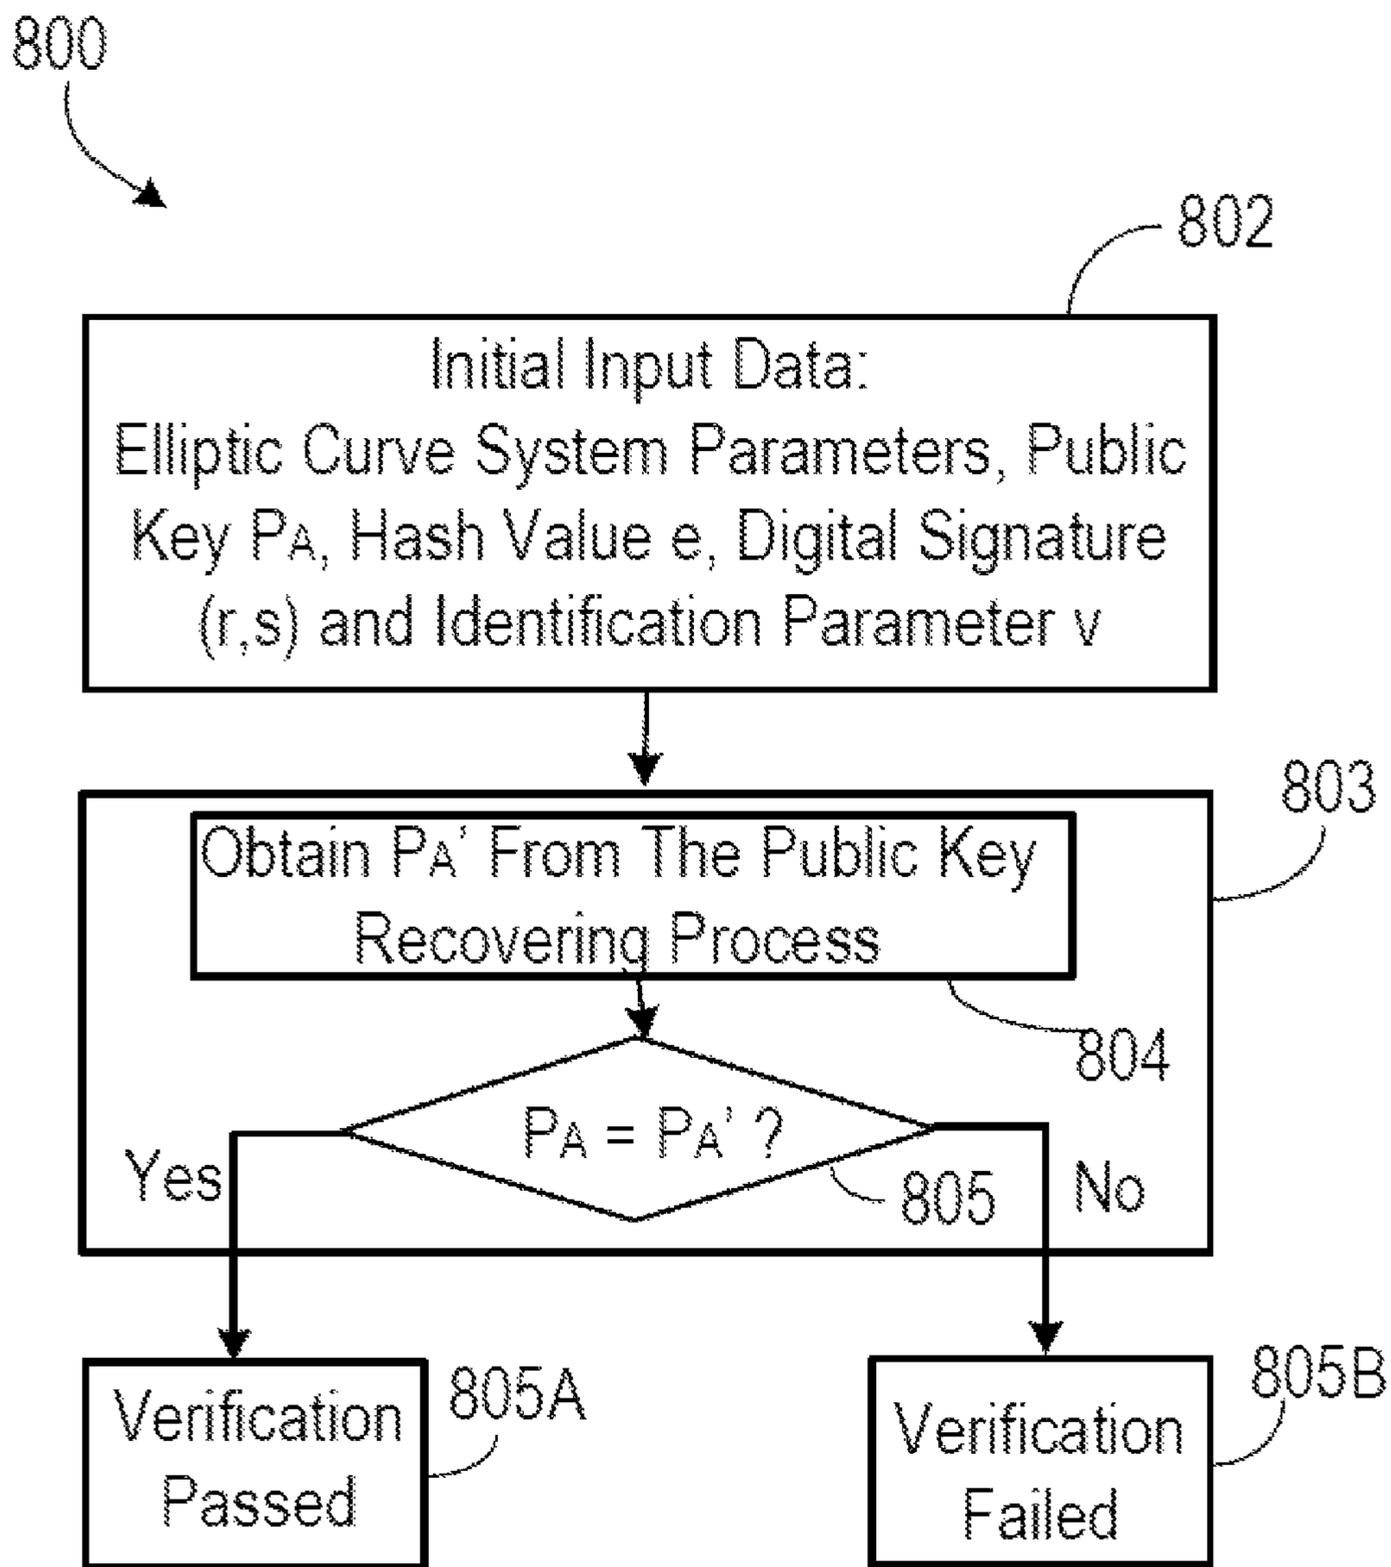 800
802
Initial Input Data:
Elliptic Curve System Parameters, Public
Key PA, Hash Value e, Digital Signature
(r,s) and Identification Parameter v
803
Obtain PA' From The Public Key
Recovering Process
804
PA = PA' ?
Yes
805
No
805A
805B
Verification
Passed
Verification
Failed